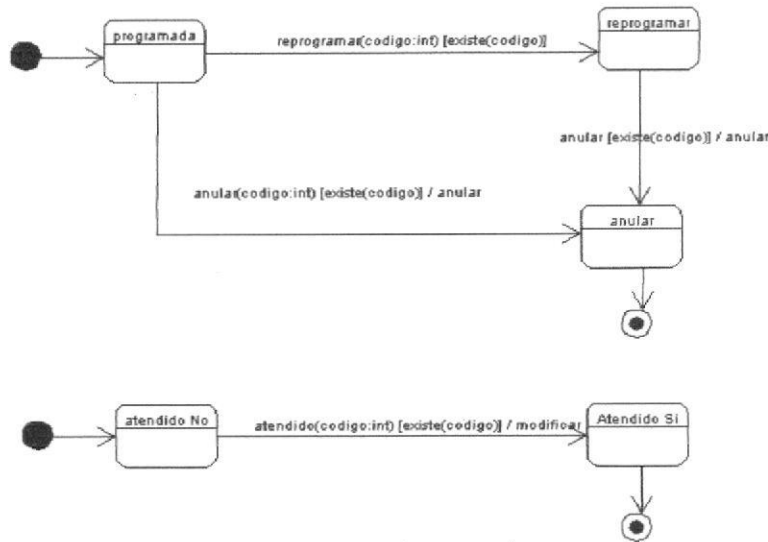 programada
reprogramar
reprogramar(codigo:int) [existe(codigo)]
anular [existe(codigo)] / anular
anular(codigo:int) [existe(codigo)] / anular
anular
atendido No
atendido(codigo:int) [existe(codigo)] / modificar
Atendido Si